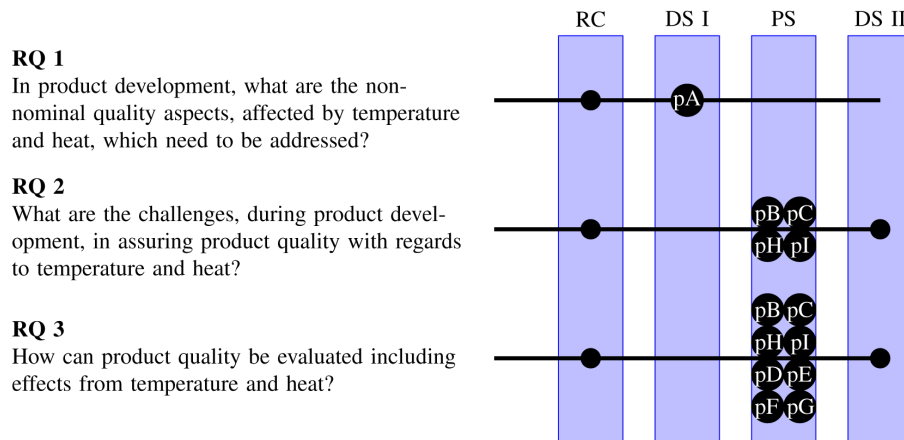 RC DS I PS DS II
RQ 1
In product development, what are the non-
nominal quality aspects, affected by temperature
and heat, which need to be addressed?
pA
RQ 2
What are the challenges, during product devel-
opment, in assuring product quality with regards
to temperature and heat?
pB pC
pH pI
RQ 3
How can product quality be evaluated including
effects from temperature and heat?
pB pC
pH pI
pD pE
pF pG